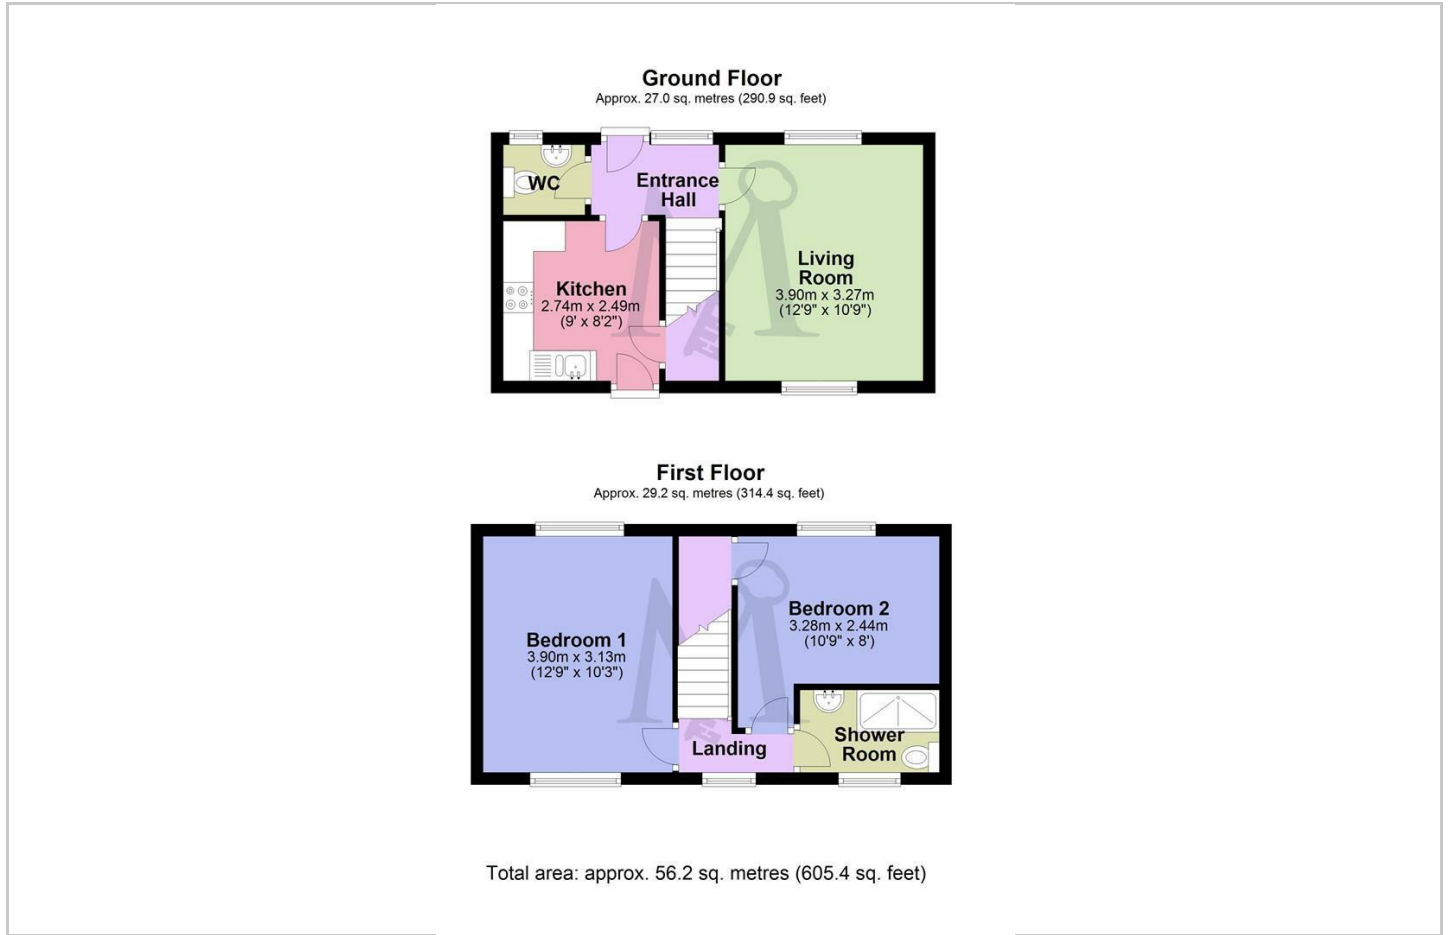 Ground Floor
Approx. 27.0 sq. metres (290.9 sq. feet)
WC
Entrance
Hall
Living
Room
3.90m x 3.27m
(12'9" x 10'9")
Kitchen
2.74m x 2.49m
(9' x 8'2")
First Floor
Approx. 29.2 sq. metres (314.4 sq. feet)
Bedroom 1
3.90m x 3.13m
(12'9" x 10'3")
Bedroom 2
3.28m x 2.44m
(10'9" x 8')
Landing
Shower
Room
Total area: approx. 56.2 sq. metres (605.4 sq. feet)